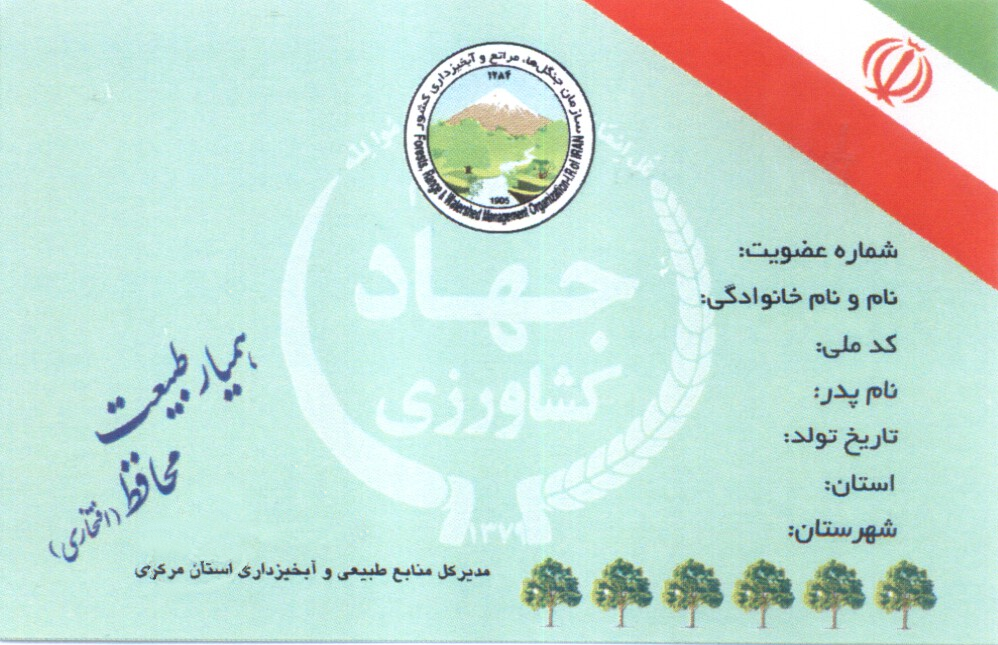 سازمان جنگل‌ها، مراتع و آبخیزداری کشور
۱۲۸۴
1905
Forests, Range & Watershed Management Organization-I.R of IRAN
جهاد
کشاورزی
۱۳۷۹
شماره عضویت:
نام و نام خانوادگی:
کد ملی:
نام پدر:
تاریخ تولد:
استان:
شهرستان:
همیار طبیعت
محافظ (افتخاری)
مدیرکل منابع طبیعی و آبخیزداری استان مرکزی